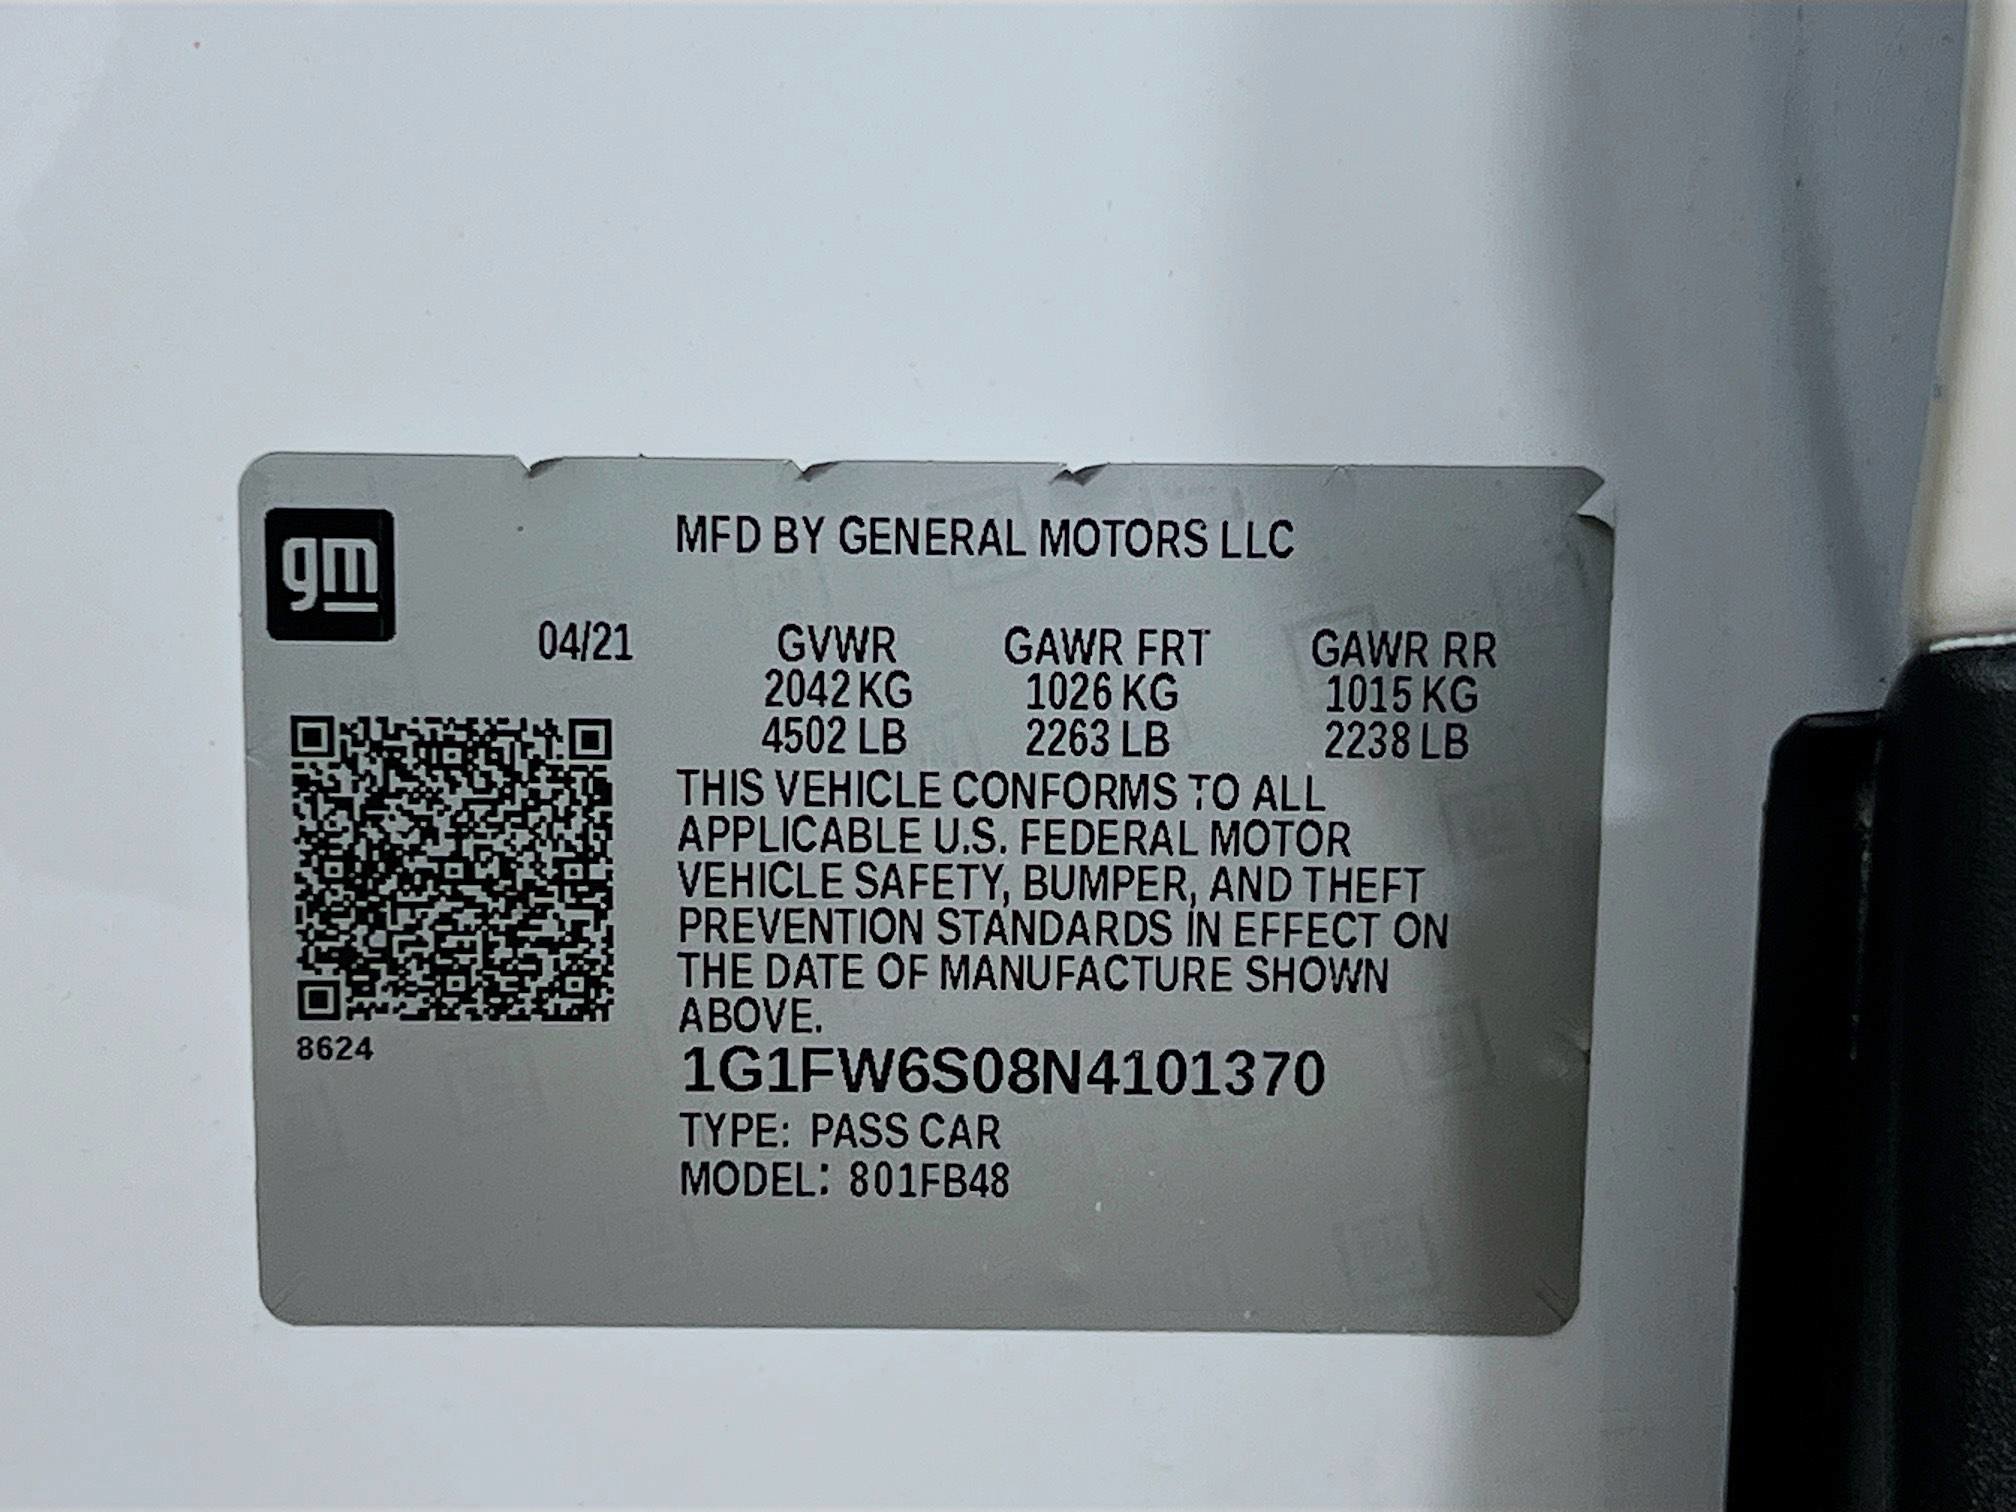 gm
MFD BY GENERAL MOTORS LLC
04/21 GVWR GAWR FRT GAWR RR
2042 KG 1026 KG 1015 KG
4502 LB 2263 LB 2238 LB
THIS VEHICLE CONFORMS TO ALL
APPLICABLE U.S. FEDERAL MOTOR
VEHICLE SAFETY, BUMPER, AND THEFT
PREVENTION STANDARDS IN EFFECT ON
THE DATE OF MANUFACTURE SHOWN
ABOVE.
8624
1G1FW6S08N4101370
TYPE: PASS CAR
MODEL: 801FB48